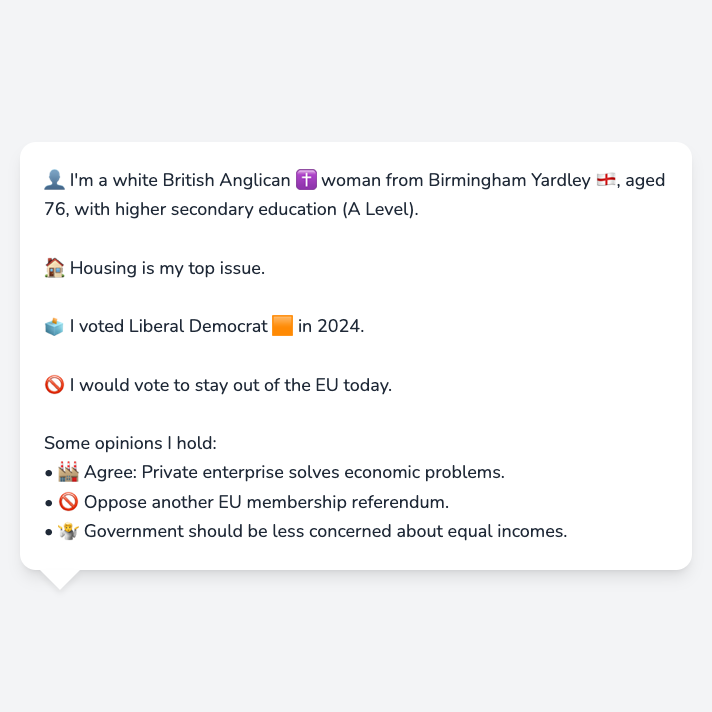 👤 I'm a white British Anglican ✝️ woman from Birmingham Yardley 🏴󠁧󠁢󠁥󠁮󠁧󠁿, aged
76, with higher secondary education (A Level).
🏠 Housing is my top issue.
🗳️ I voted Liberal Democrat 🟧 in 2024.
🚫 I would vote to stay out of the EU today.
Some opinions I hold:
• 🏭 Agree: Private enterprise solves economic problems.
• 🚫 Oppose another EU membership referendum.
• 🤷 Government should be less concerned about equal incomes.